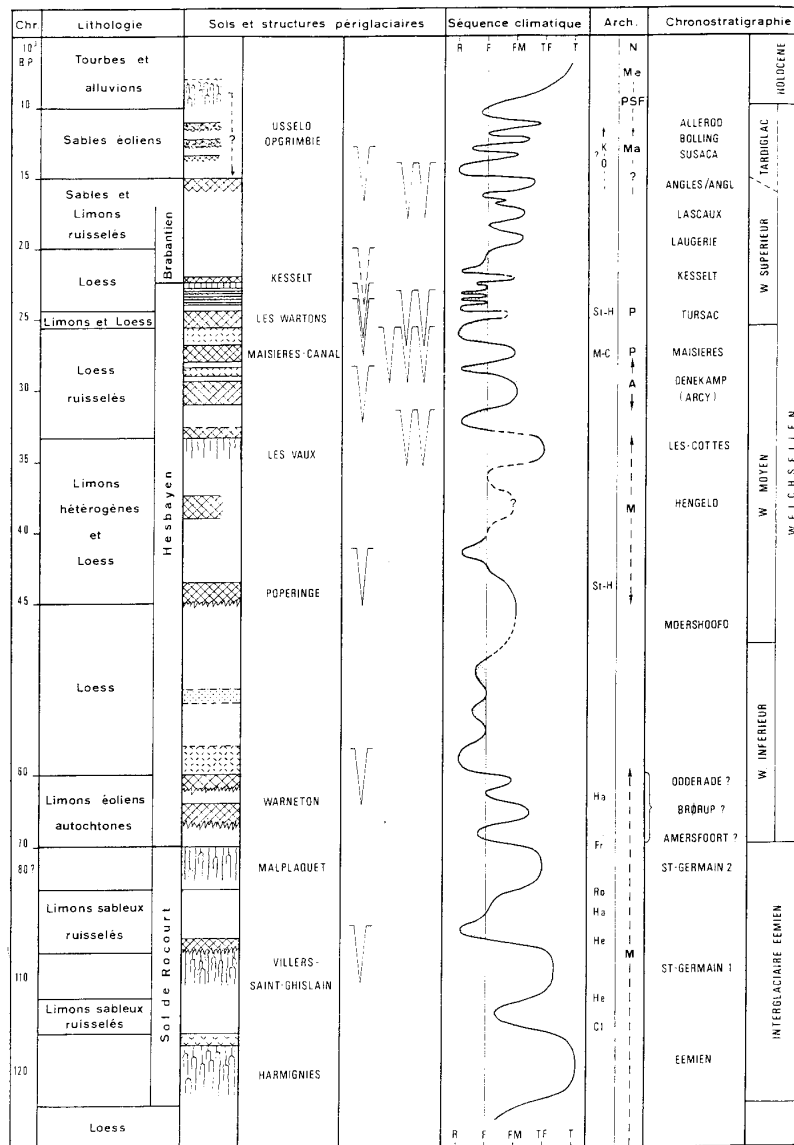 Chr
Lithologie
Sols et structures périglaciaires
Séquence climatique
Arch.
Chronostratigraphie
10³
B.P
R F FM TF T
N
Tourbes et
alluvions
Me
HOLOCENE
PSF
10
Sables éoliens
?
USSELO
OPGRIMBIE
? K O
Ma
?
ALLEROD
BOLLING
SUSACA
TARDIGLAC
15
ANGLES/ANGL
Sables et
Limons
ruisselés
Brabantien
LASCAUX
LAUGERIE
W SUPERIEUR
20
Loess
KESSELT
KESSELT
25
Limons et Loess
LES WARTONS
St-H
P
TURSAC
MAISIERES-CANAL
M-C
P
MAISIERES
Loess
ruisselés
30
A
DENEKAMP
(ARCY)
WEICHSELIEN
35
LES VAUX
LES-COTTES
Limons
hétérogènes
et
Loess
Hesbayen
?
M
HENGELO
W MOYEN
40
45
POPERINGE
St-H
MOERSHOOFD
Loess
W INFERIEUR
60
Limons éoliens
autochtones
WARNETON
Ha
ODDERADE ?
BRØRUP ?
AMERSFOORT ?
70
Fr
80?
MALPLAQUET
ST-GERMAIN 2
Limons sableux
ruisselés
Sol de Rocourt
Ro
Ha
He
M
INTERGLACIAIRE EEMIEN
110
VILLERS-
SAINT-GHISLAIN
ST-GERMAIN 1
Limons sableux
ruisselés
He
Cl
120
HARMIGNIES
EEMIEN
Loess
R F FM TF T